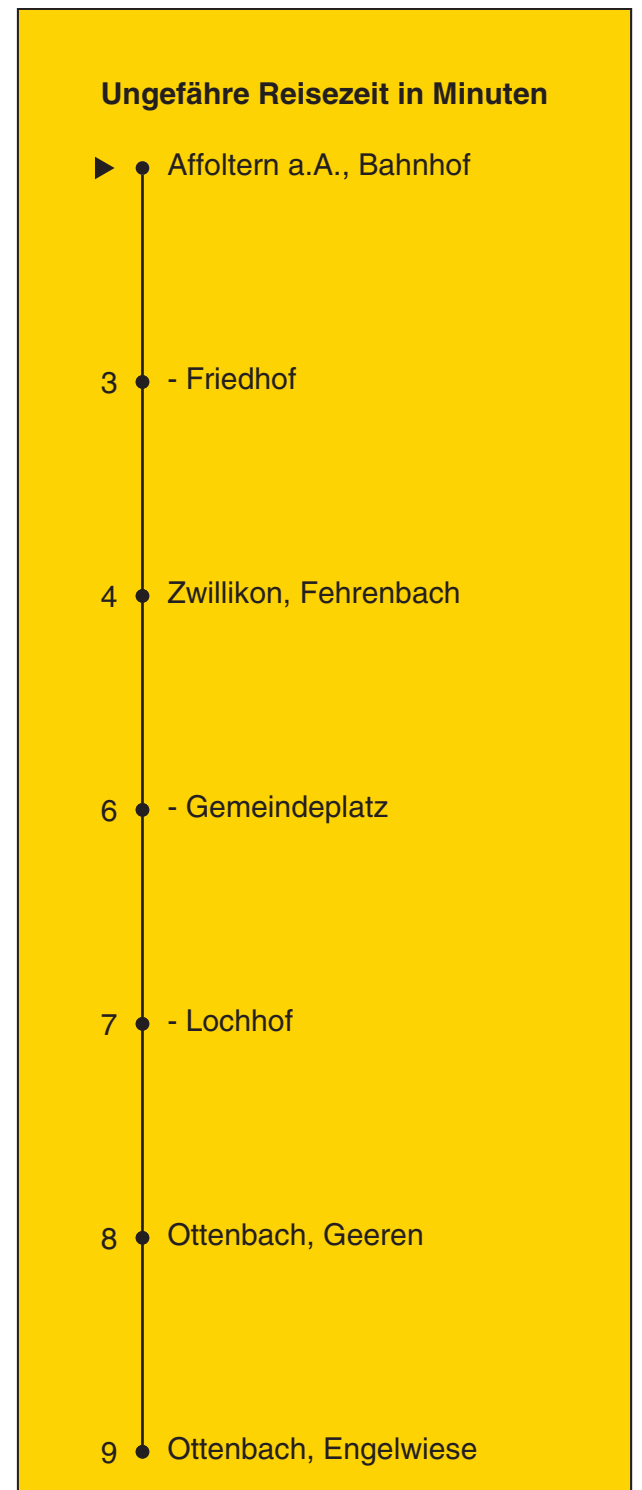 Ungefähre Reisezeit in Minuten
Affoltern a.A., Bahnhof
3 - Friedhof
4 Zwillikon, Fehrenbach
6 - Gemeindeplatz
7 - Lochhof
8 Ottenbach, Geeren
9 Ottenbach, Engelwiese